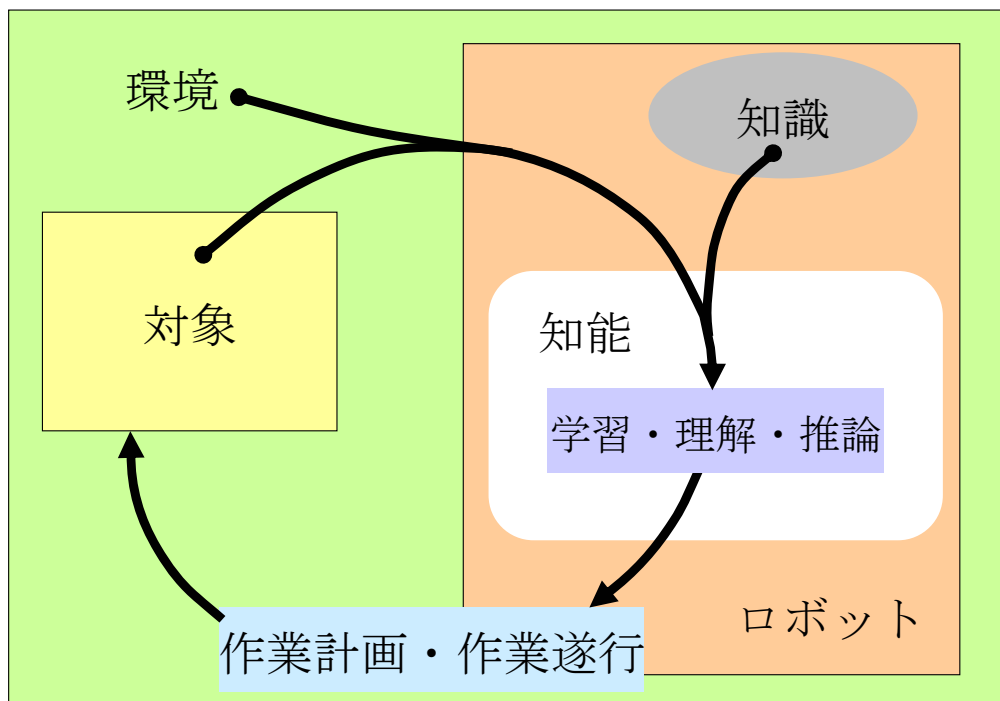 環境
知識
対象
知能
学習・理解・推論
ロボット
作業計画・作業遂行